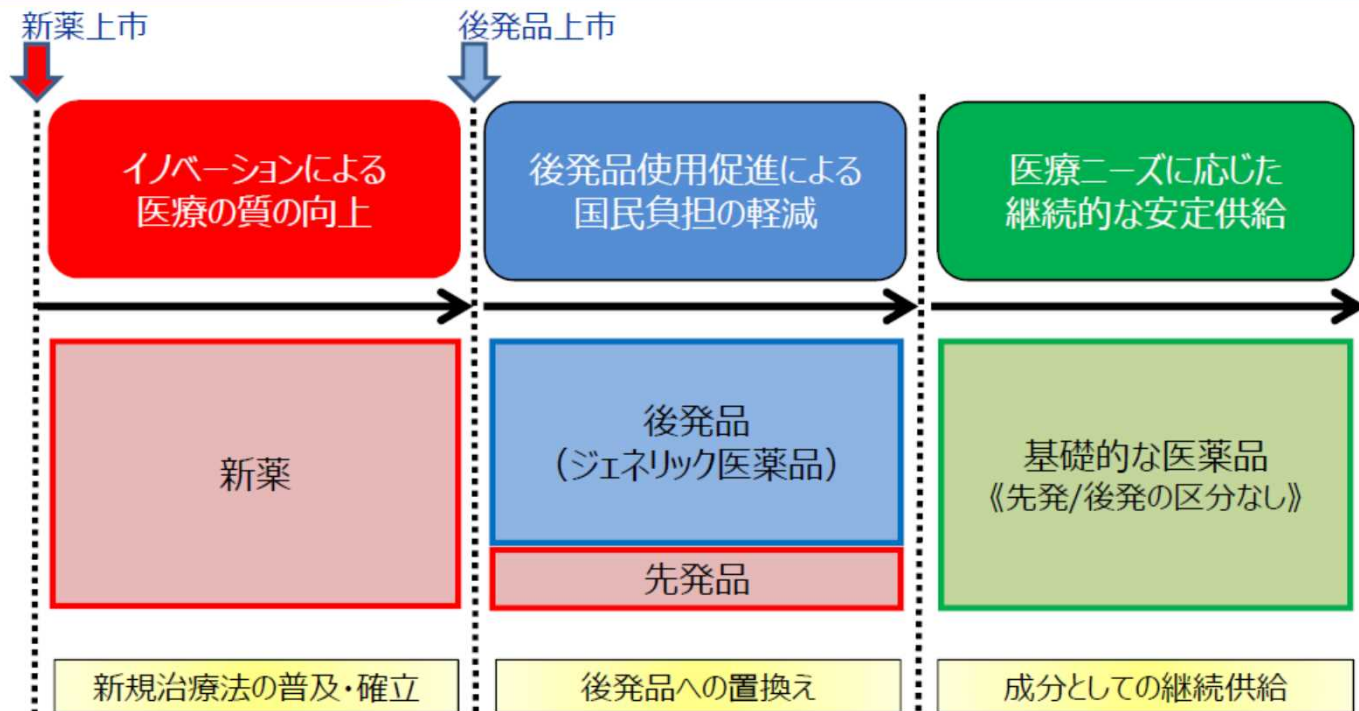 新薬上市
後発品上市
イノベーションによる
医療の質の向上
後発品使用促進による
国民負担の軽減
医療ニーズに応じた
継続的な安定供給
新薬
後発品
（ジェネリック医薬品）
先発品
基礎的な医薬品
《先発/後発の区分なし》
新規治療法の普及・確立
後発品への置換え
成分としての継続供給